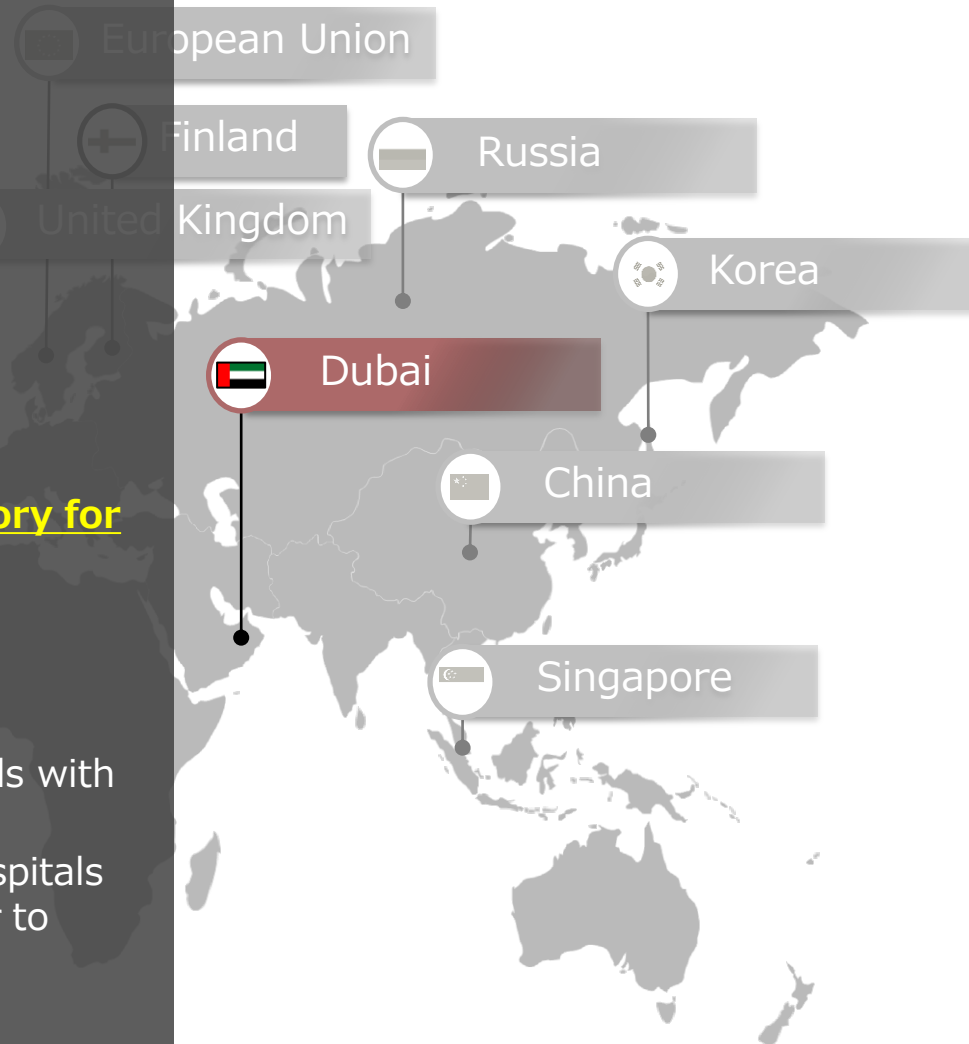 European Union
Finland
Russia
United Kingdom
Korea
Dubai
China
ory for
Singapore
ls with
spitals
to